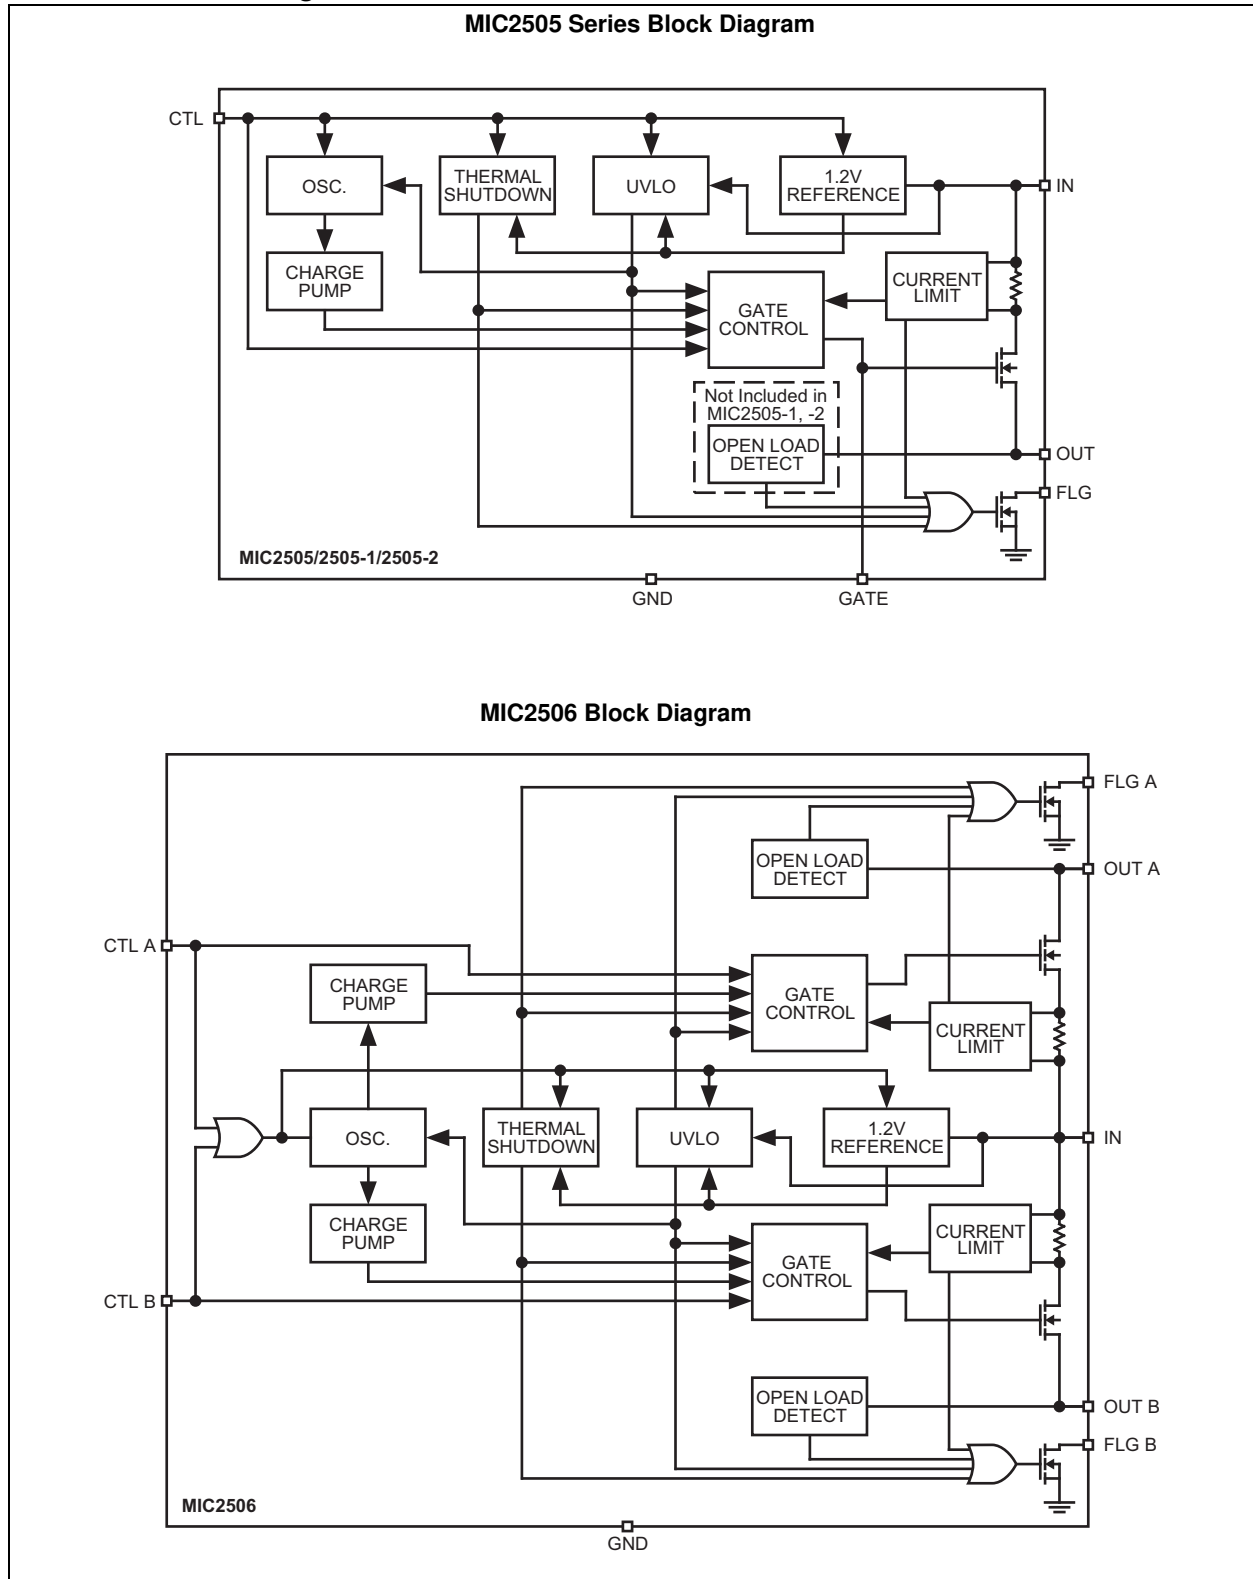 MIC2505 Series Block Diagram
CTL
OSC.
THERMAL
SHUTDOWN
UVLO
1.2V
REFERENCE
IN
CHARGE
PUMP
GATE
CONTROL
CURRENT
LIMIT
Not Included in
MIC2505-1, -2
OPEN LOAD
DETECT
OUT
FLG
MIC2505/2505-1/2505-2
GND
GATE
MIC2506 Block Diagram
FLG A
OPEN LOAD
DETECT
OUT A
CTL A
CHARGE
PUMP
GATE
CONTROL
CURRENT
LIMIT
OSC.
THERMAL
SHUTDOWN
UVLO
1.2V
REFERENCE
IN
CHARGE
PUMP
GATE
CONTROL
CURRENT
LIMIT
CTL B
OPEN LOAD
DETECT
OUT B
FLG B
MIC2506
GND